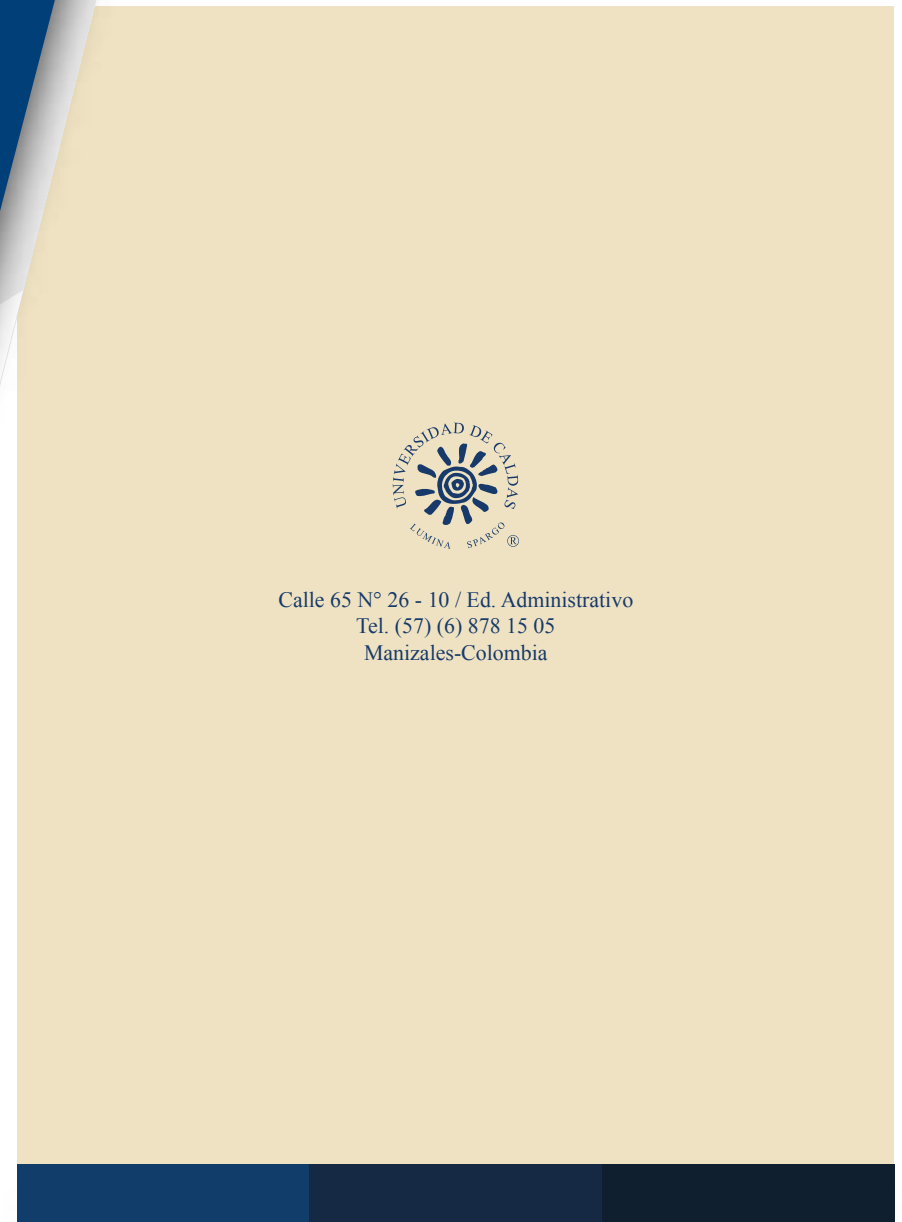 UNIVERSIDAD DE CALDAS
LUMINA SPARGO
®
Calle 65 N° 26 - 10 / Ed. Administrativo
Tel. (57) (6) 878 15 05
Manizales-Colombia